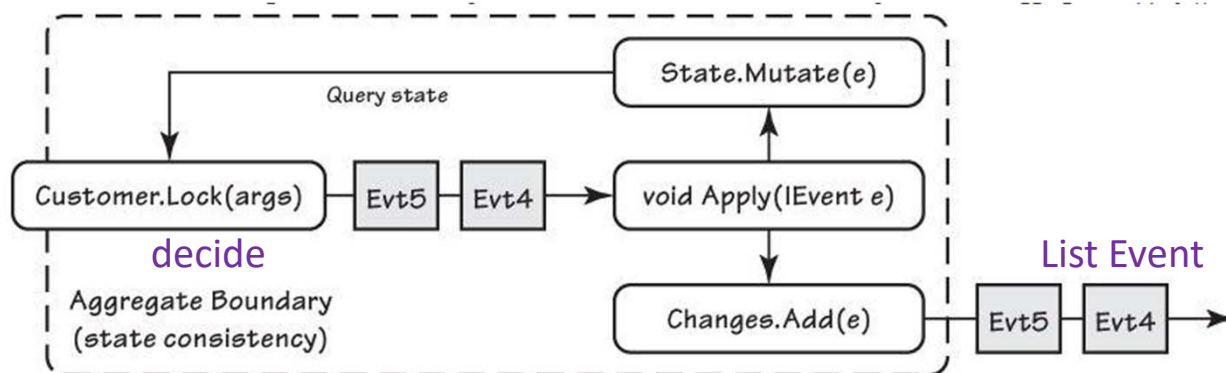 State.Mutate(e)
Query state
Customer.Lock(args)
Evt5
Evt4
void Apply(IEvent e)
decide
List Event
Aggregate Boundary
(state consistency)
Changes.Add(e)
Evt5
Evt4